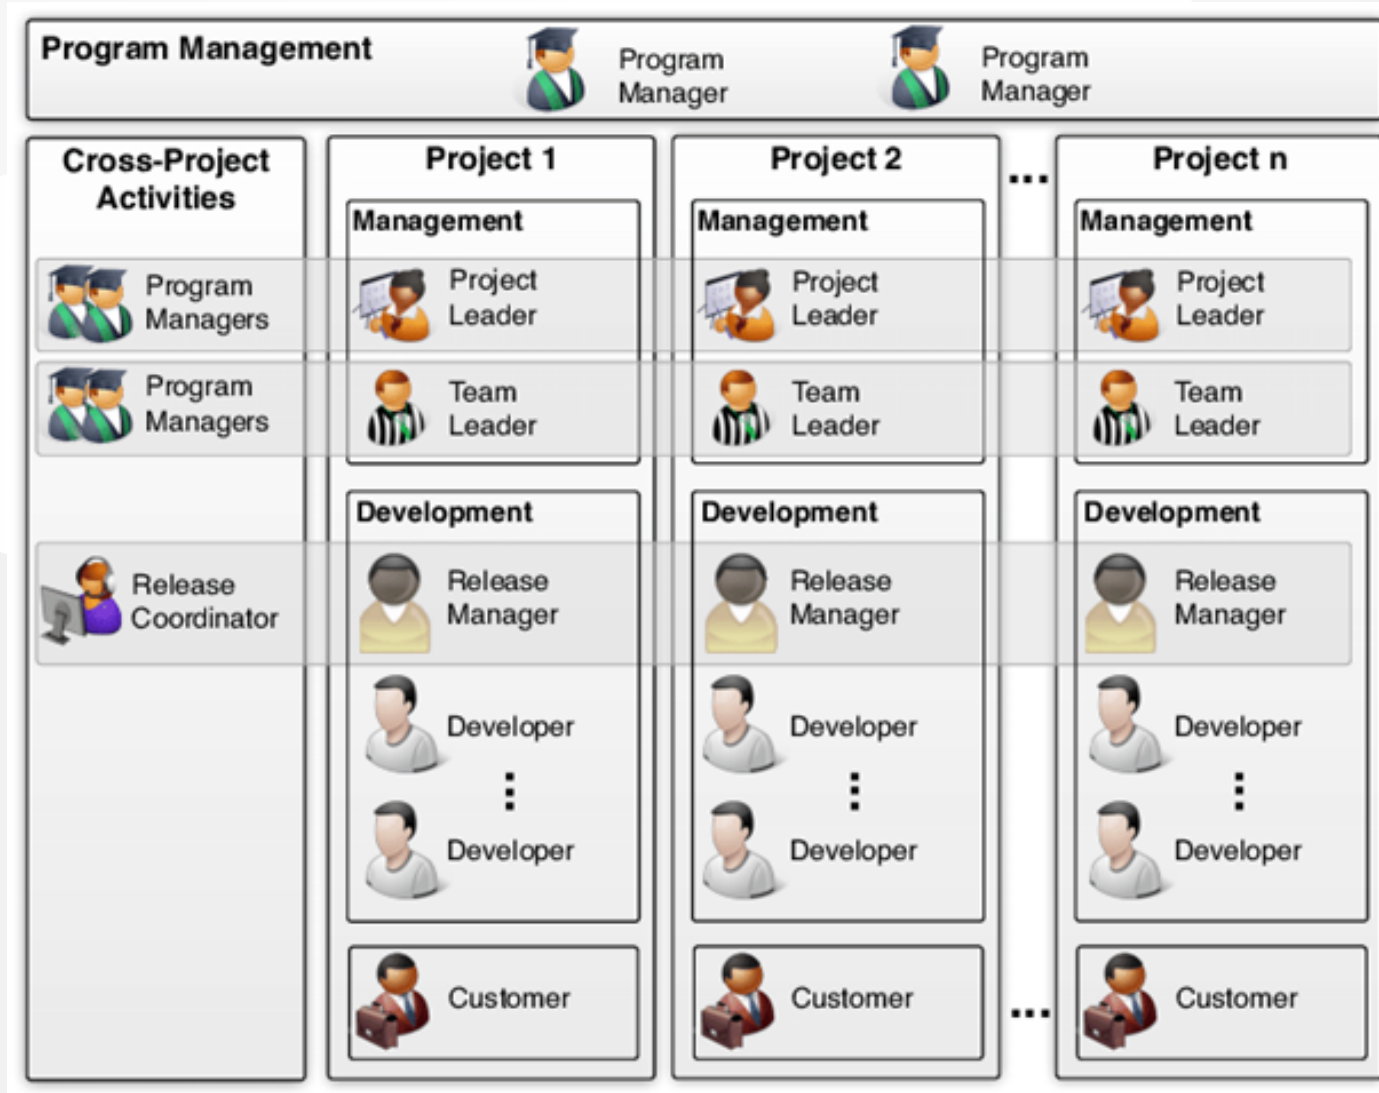 Program Management
Program
Manager
Program
Manager
Cross-Project
Activities
Program
Managers
Program
Managers
Release
Coordinator
Project 1
Management
Project
Leader
Team
Leader
Development
Release
Manager
Developer
Developer
Customer
Project 2
Management
Project
Leader
Team
Leader
Development
Release
Manager
Developer
Developer
Customer
...
...
Project n
Management
Project
Leader
Team
Leader
Development
Release
Manager
Developer
Developer
Customer